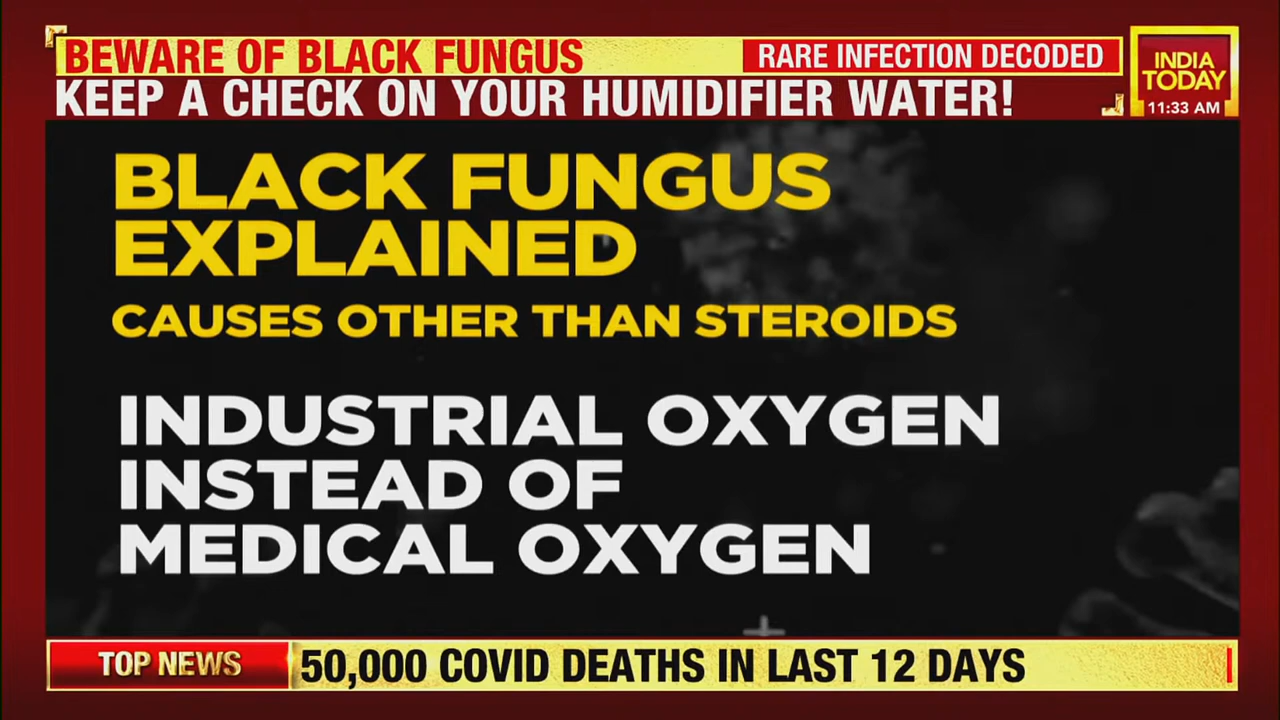 BEWARE OF BLACK FUNGUS
RARE INFECTION DECODED
INDIA
TODAY
11:33 AM
KEEP A CHECK ON YOUR HUMIDIFIER WATER!
BLACK FUNGUS
EXPLAINED
CAUSES OTHER THAN STEROIDS
INDUSTRIAL OXYGEN
INSTEAD OF
MEDICAL OXYGEN
TOP NEWS
50,000 COVID DEATHS IN LAST 12 DAYS